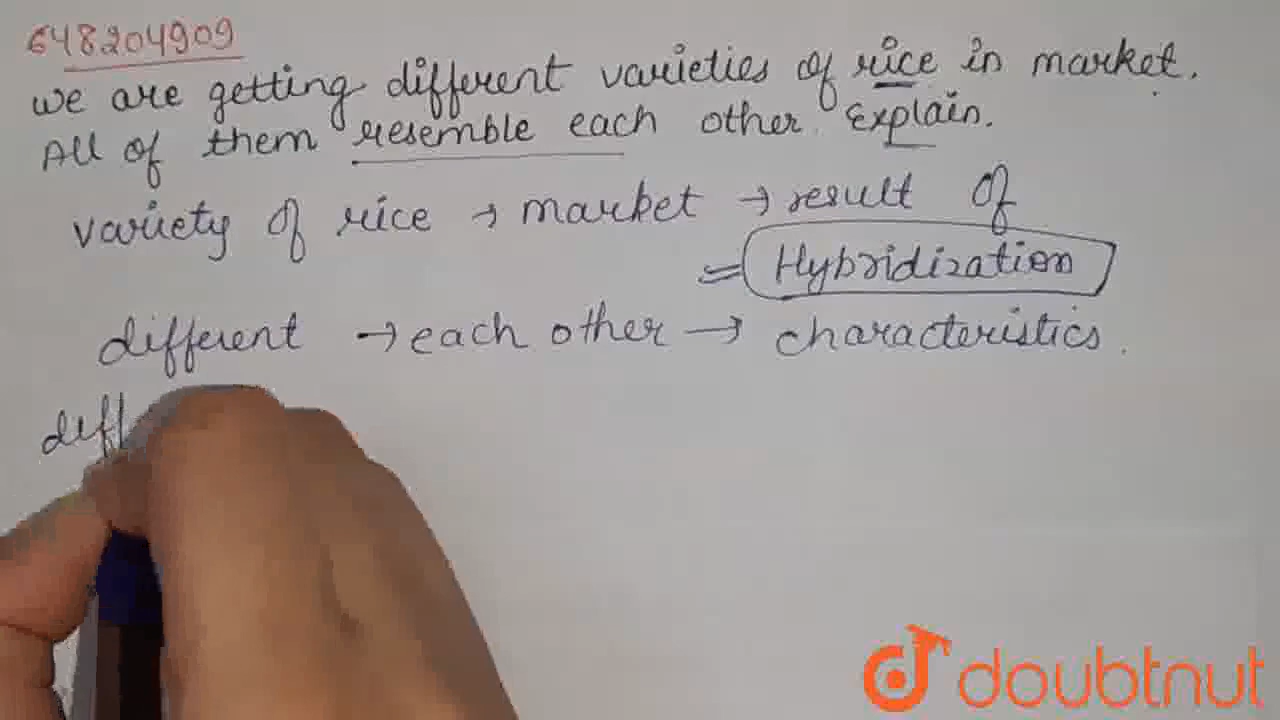 648204909
we are getting different varieties of rice in market.
All of them resemble each other. Explain.
variety of rice → market → result of
= Hybridization
different → each other → characteristics.
diff
doubtnut